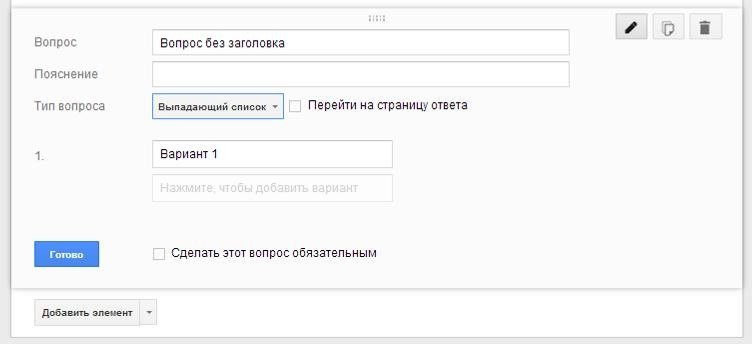 Вопрос Вопрос без заголовка
Пояснение
Тип вопроса Выпадающий список Перейти на страницу ответа
1. Вариант 1
Нажмите, чтобы добавить вариант
Готово Сделать этот вопрос обязательным
Добавить элемент